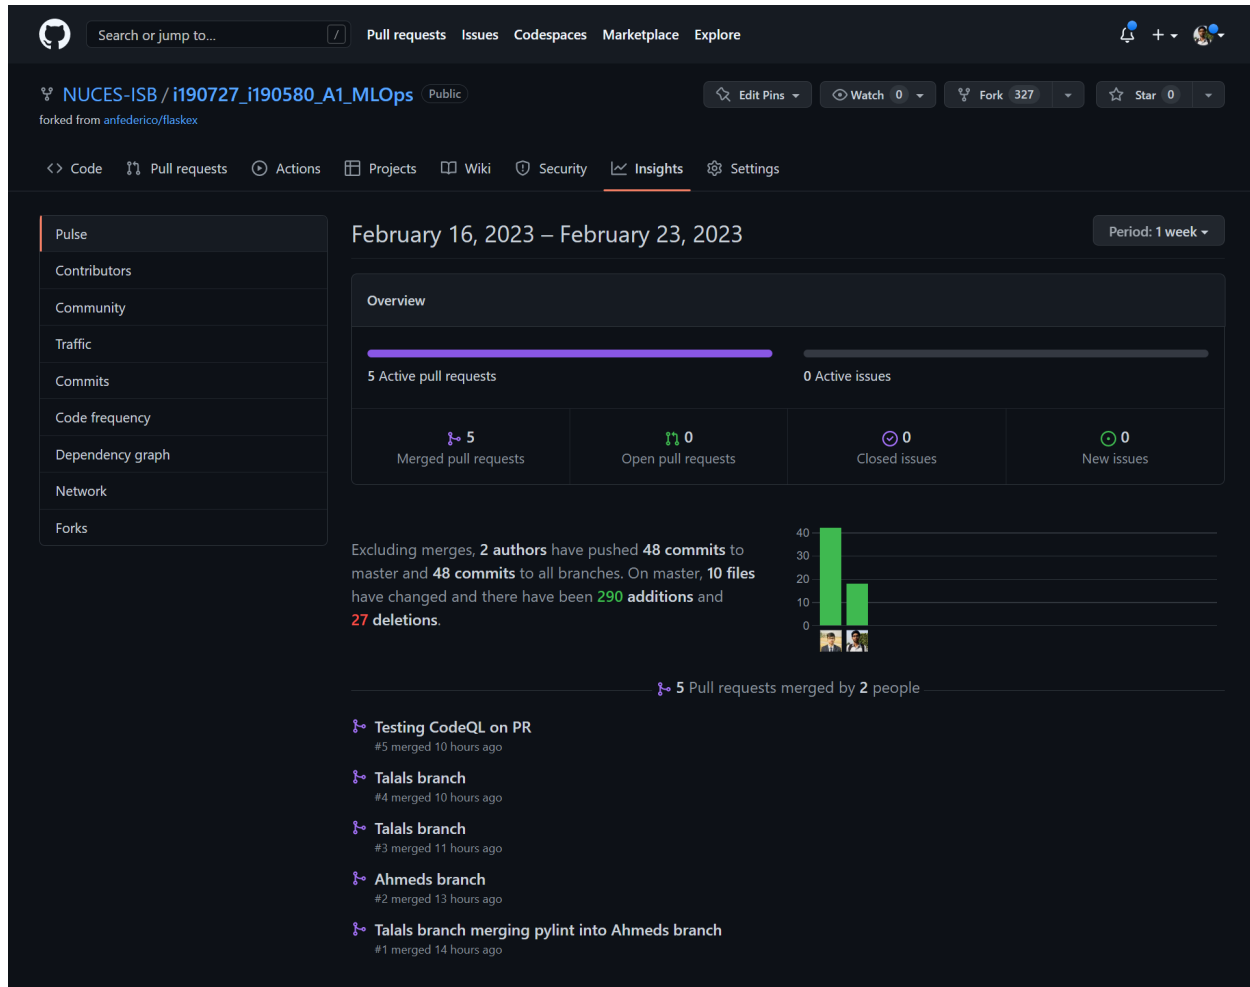 Search or jump to... / Pull requests Issues Codespaces Marketplace Explore
NUCES-ISB / i190727_i190580_A1_MLOps Public Edit Pins Watch 0 Fork 327 Star 0
forked from anfederico/flaskex
Code Pull requests Actions Projects Wiki Security Insights Settings
Pulse
Contributors
Community
Traffic
Commits
Code frequency
Dependency graph
Network
Forks
February 16, 2023 – February 23, 2023 Period: 1 week
Overview
5 Active pull requests 0 Active issues
5 0 0 0
Merged pull requests Open pull requests Closed issues New issues
Excluding merges, 2 authors have pushed 48 commits to
master and 48 commits to all branches. On master, 10 files
have changed and there have been 290 additions and
27 deletions.
40
30
20
10
0
5 Pull requests merged by 2 people
Testing CodeQL on PR
#5 merged 10 hours ago
Talals branch
#4 merged 10 hours ago
Talals branch
#3 merged 11 hours ago
Ahmeds branch
#2 merged 13 hours ago
Talals branch merging pylint into Ahmeds branch
#1 merged 14 hours ago